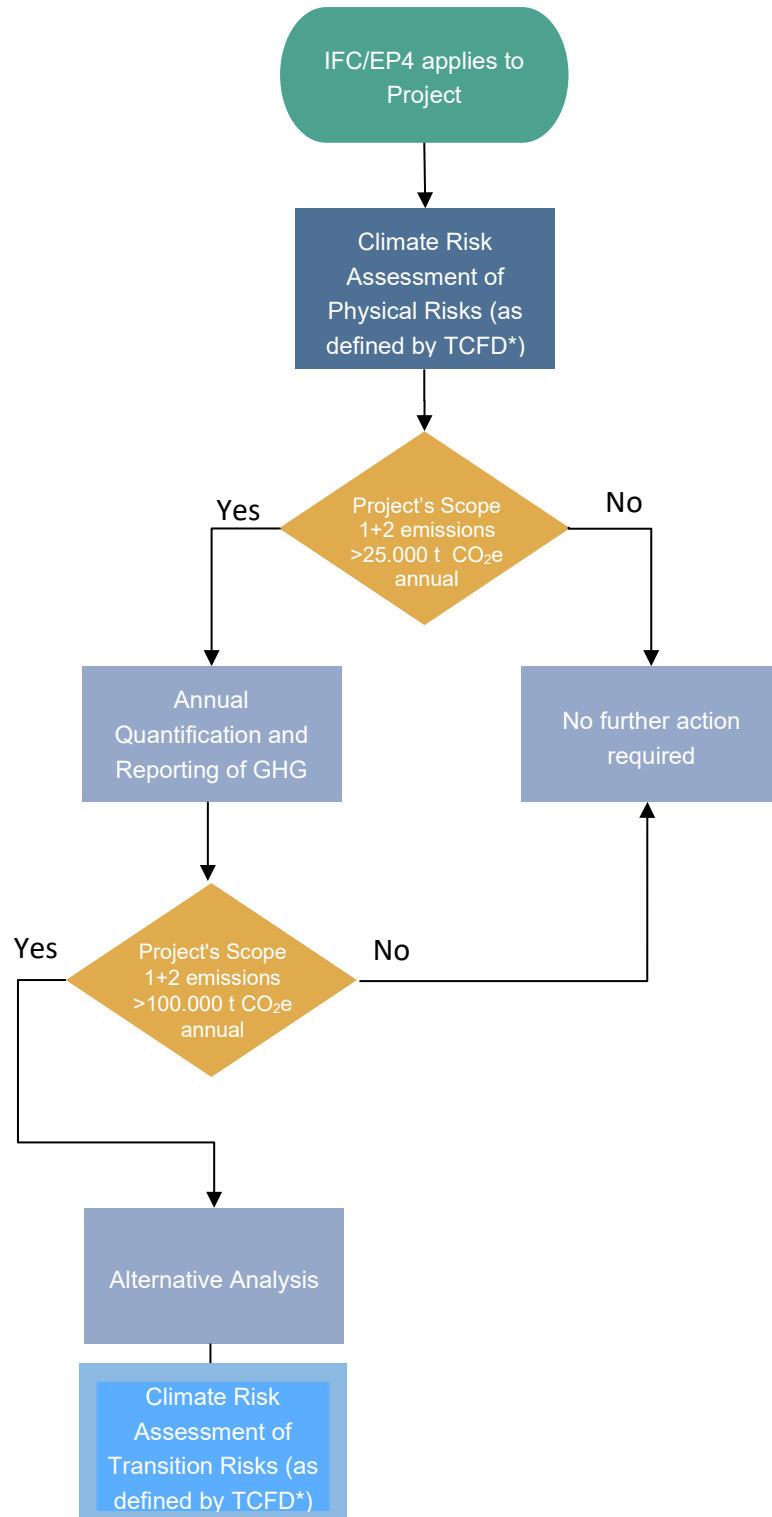 IFC/EP4 applies to
Project
Climate Risk
Assessment of
Physical Risks (as
defined by TCFD*)
Yes
Project's Scope
1+2 emissions
>25.000 t CO₂e
annual
No
Annual
Quantification and
Reporting of GHG
No further action
required
Yes
Project's Scope
1+2 emissions
>100.000 t CO₂e
annual
No
Alternative Analysis
Climate Risk
Assessment of
Transition Risks (as
defined by TCFD*)